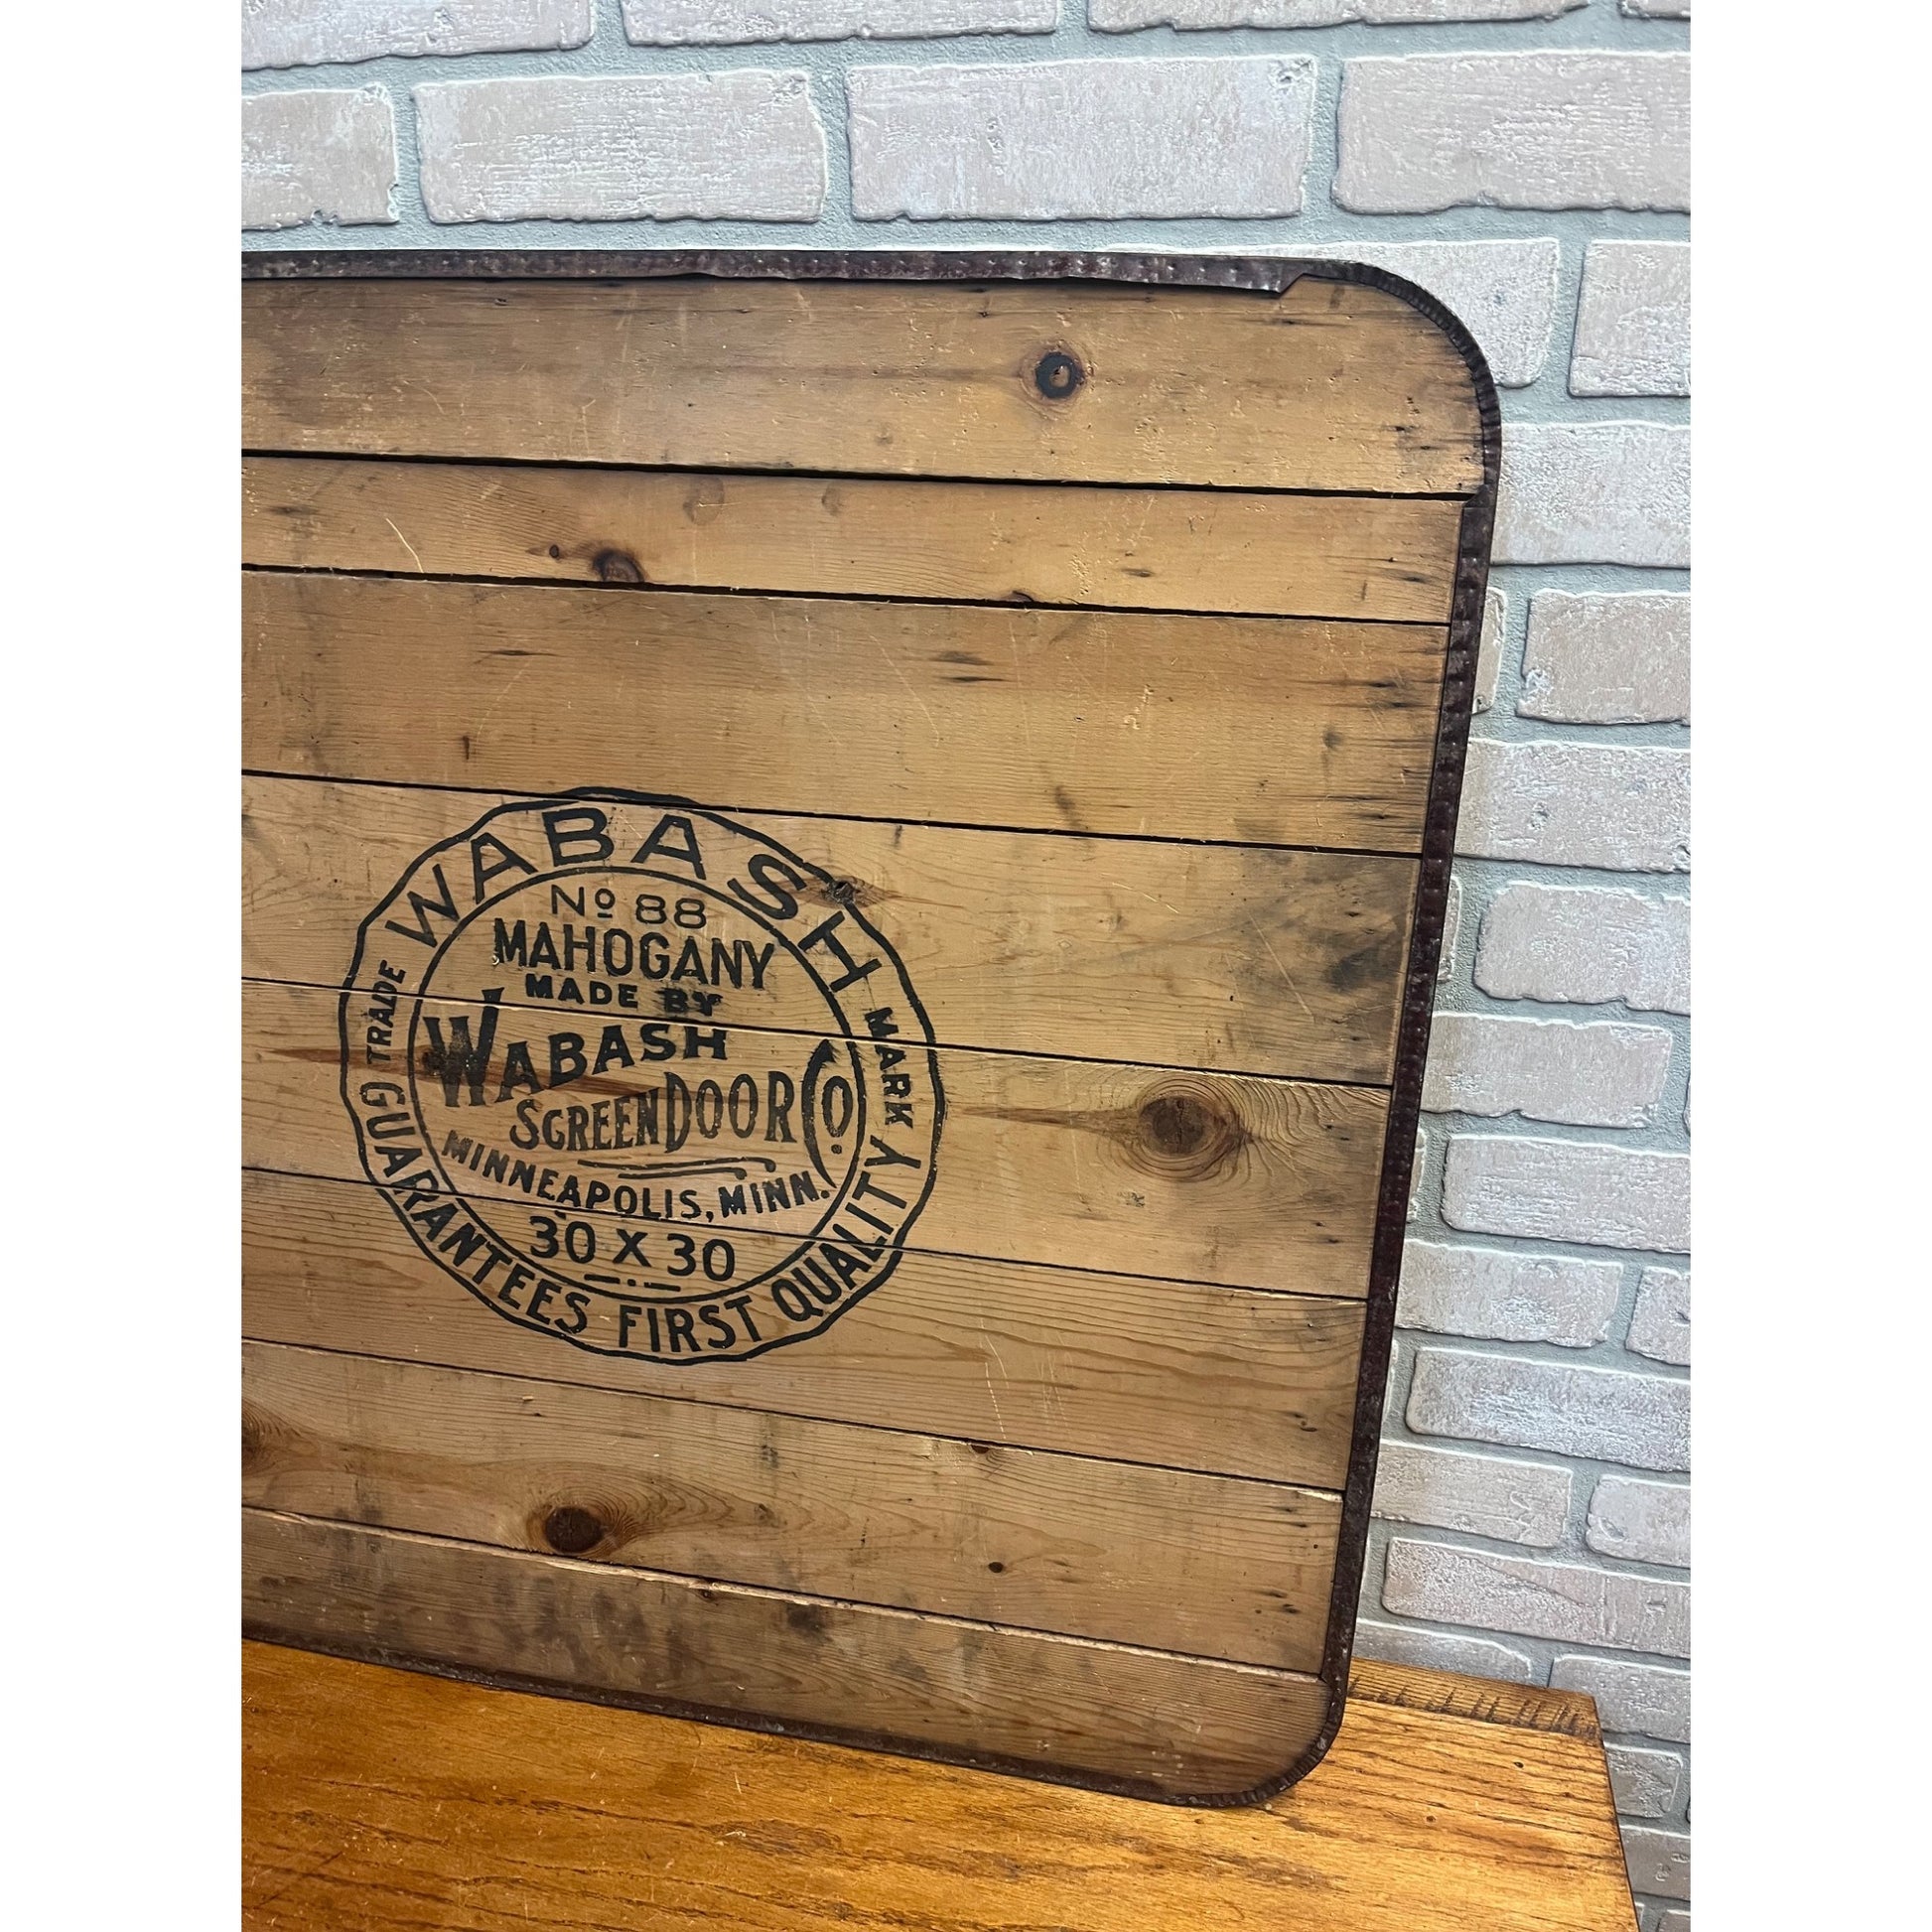 WABASH
TRADE MARK
No 88
MAHOGANY
MADE BY
WABASH
SCREEN DOOR Co.
MINNEAPOLIS, MINN.
30 X 30
GUARANTEES FIRST QUALITY